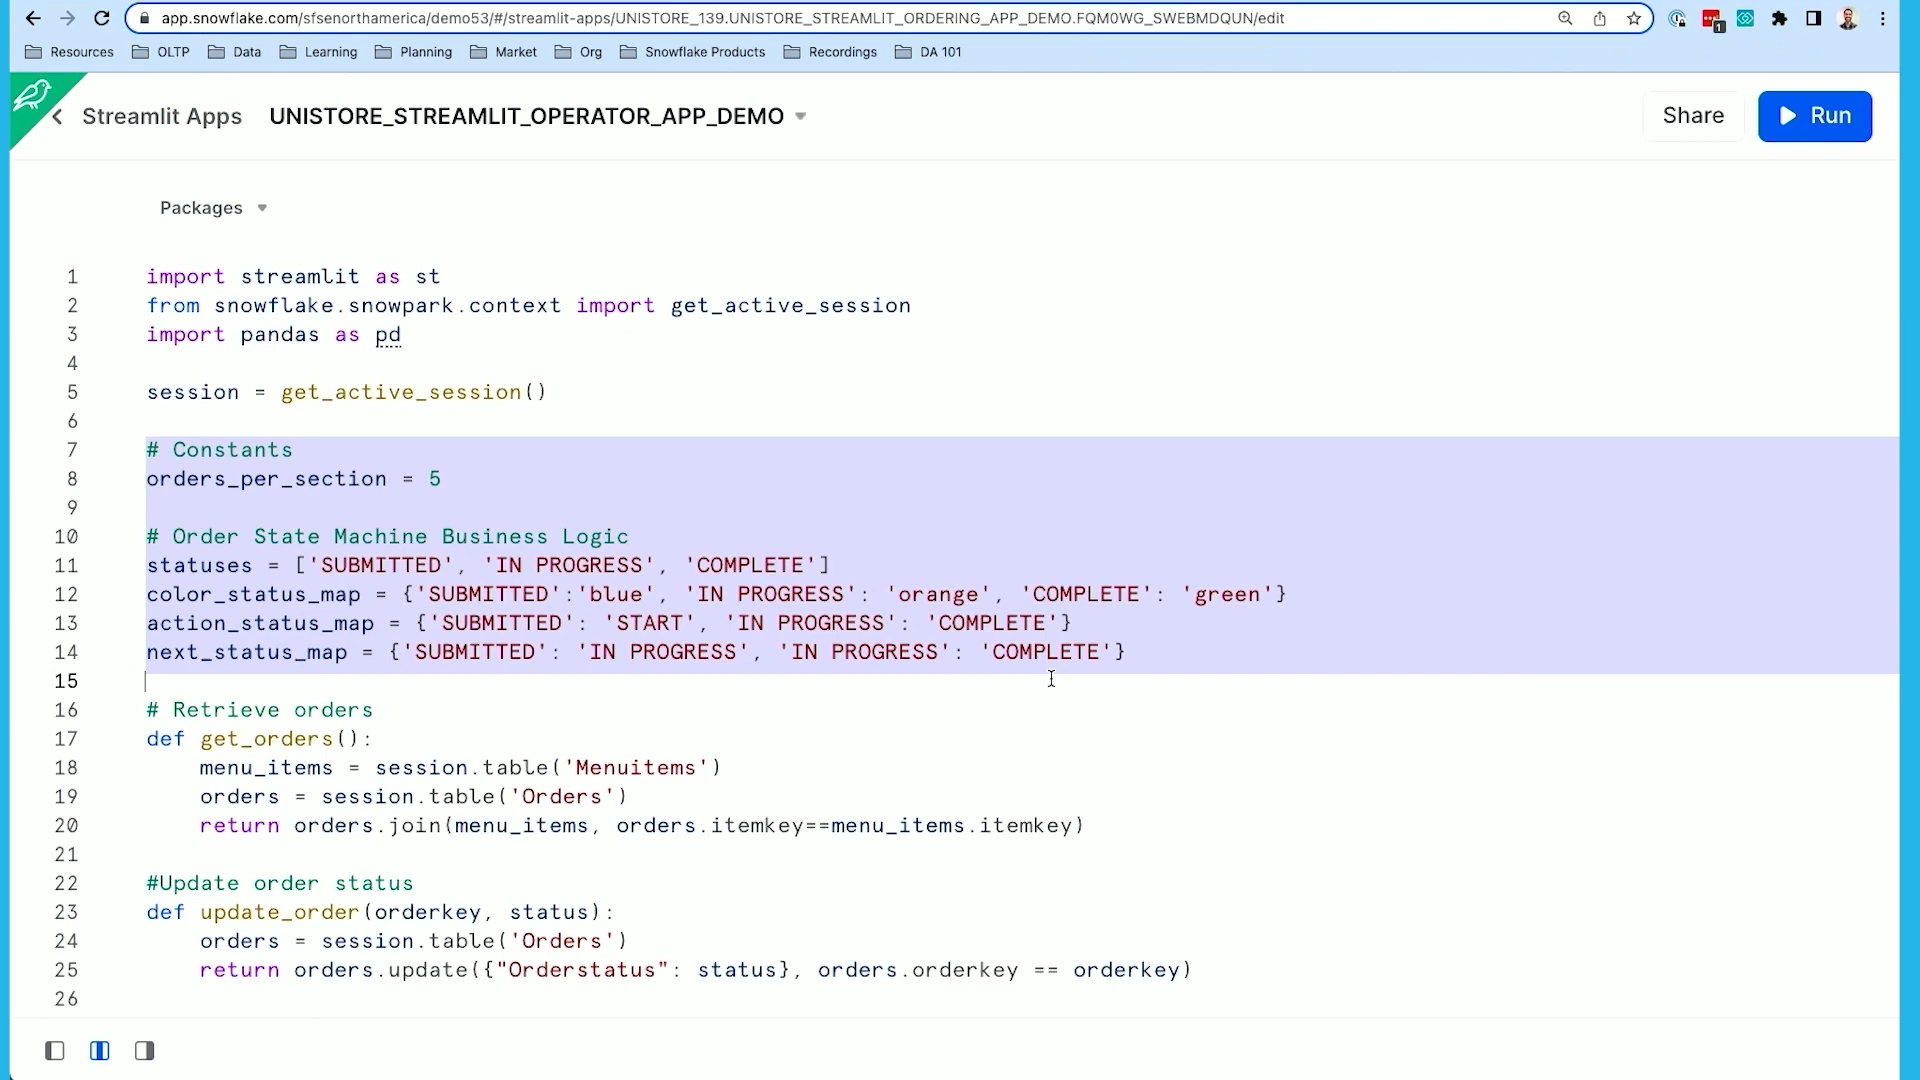 app.snowflake.com/sfsenorthamerica/demo53/#/streamlit-apps/UNISTORE_139.UNISTORE_STREAMLIT_ORDERING_APP_DEMO.FQM0WG_SWEBMDQUN/edit
1
Resources OLTP Data Learning Planning Market Org Snowflake Products Recordings DA 101
Streamlit Apps UNISTORE_STREAMLIT_OPERATOR_APP_DEMO Share Run
Packages
1 import streamlit as st
2 from snowflake.snowpark.context import get_active_session
3 import pandas as pd
4
5 session = get_active_session()
6
7 # Constants
8 orders_per_section = 5
9
10 # Order State Machine Business Logic
11 statuses = ['SUBMITTED', 'IN PROGRESS', 'COMPLETE']
12 color_status_map = {'SUBMITTED':'blue', 'IN PROGRESS': 'orange', 'COMPLETE': 'green'}
13 action_status_map = {'SUBMITTED': 'START', 'IN PROGRESS': 'COMPLETE'}
14 next_status_map = {'SUBMITTED': 'IN PROGRESS', 'IN PROGRESS': 'COMPLETE'}
15
16 # Retrieve orders
17 def get_orders():
18     menu_items = session.table('Menuitems')
19     orders = session.table('Orders')
20     return orders.join(menu_items, orders.itemkey==menu_items.itemkey)
21
22 #Update order status
23 def update_order(orderkey, status):
24     orders = session.table('Orders')
25     return orders.update({"Orderstatus": status}, orders.orderkey == orderkey)
26